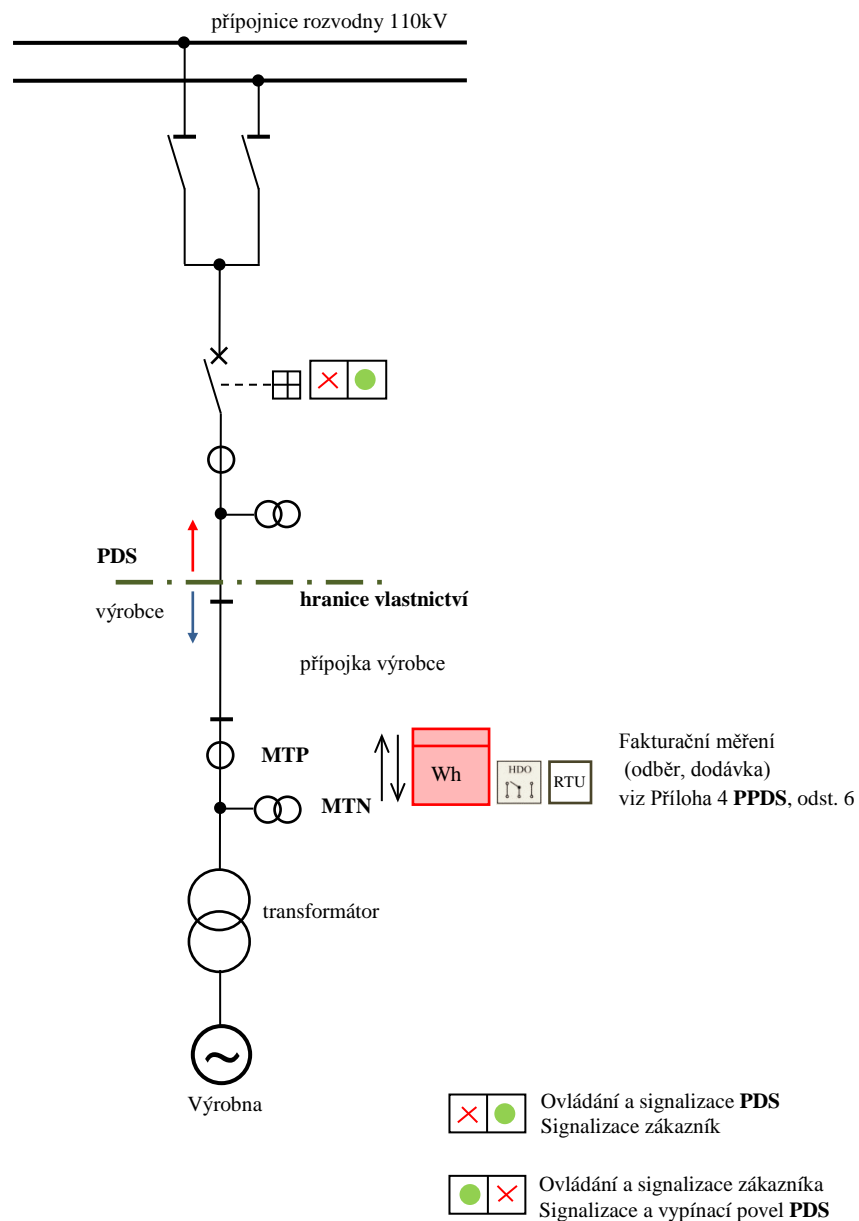 přípojnice rozvodny 110kV
PDS
výrobce
hranice vlastnictví
přípojka výrobce
MTP
MTN
Wh
HDO
RTU
Fakturační měření
(odběr, dodávka)
viz Příloha 4 PPDS, odst. 6
transformátor
Výrobna
Ovládání a signalizace PDS
Signalizace zákazník
Ovládání a signalizace zákazníka
Signalizace a vypínací povel PDS